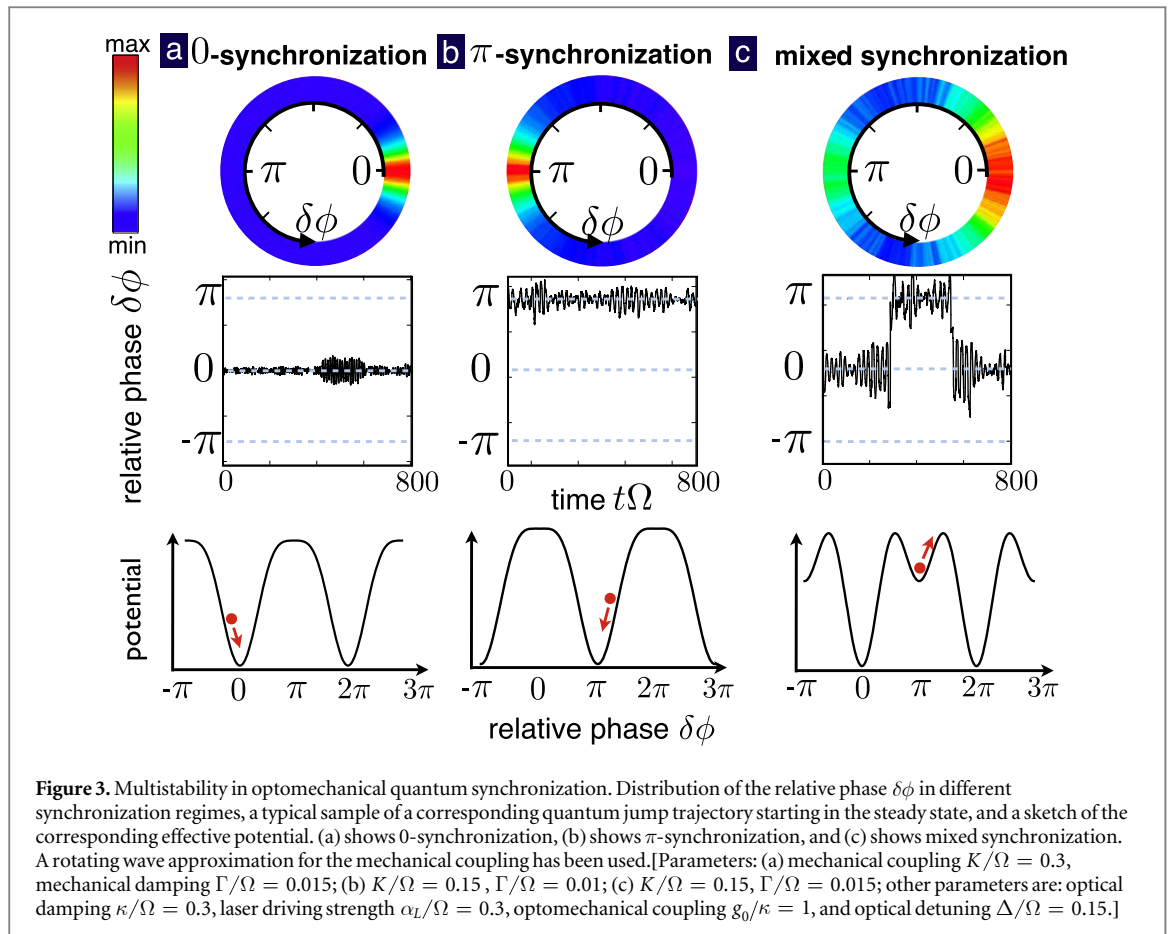 max
min
a 0-synchronization
b π-synchronization
c mixed synchronization
π 0
δϕ
π 0
δϕ
π 0
δϕ
relative phase δϕ
π
0
-π
0 800
π
0
-π
0 800
π
0
-π
0 800
time tΩ
potential
-π 0 π 2π 3π
-π 0 π 2π 3π
-π 0 π 2π 3π
relative phase δϕ
Figure 3. Multistability in optomechanical quantum synchronization. Distribution of the relative phase δϕ in different
synchronization regimes, a typical sample of a corresponding quantum jump trajectory starting in the steady state, and a sketch of the
corresponding effective potential. (a) shows 0-synchronization, (b) shows π-synchronization, and (c) shows mixed synchronization.
A rotating wave approximation for the mechanical coupling has been used.[Parameters: (a) mechanical coupling K/Ω = 0.3,
mechanical damping Γ/Ω = 0.015; (b) K/Ω = 0.15 , Γ/Ω = 0.01; (c) K/Ω = 0.15, Γ/Ω = 0.015; other parameters are: optical
damping κ/Ω = 0.3, laser driving strength α_L/Ω = 0.3, optomechanical coupling g₀/κ = 1, and optical detuning Δ/Ω = 0.15.]